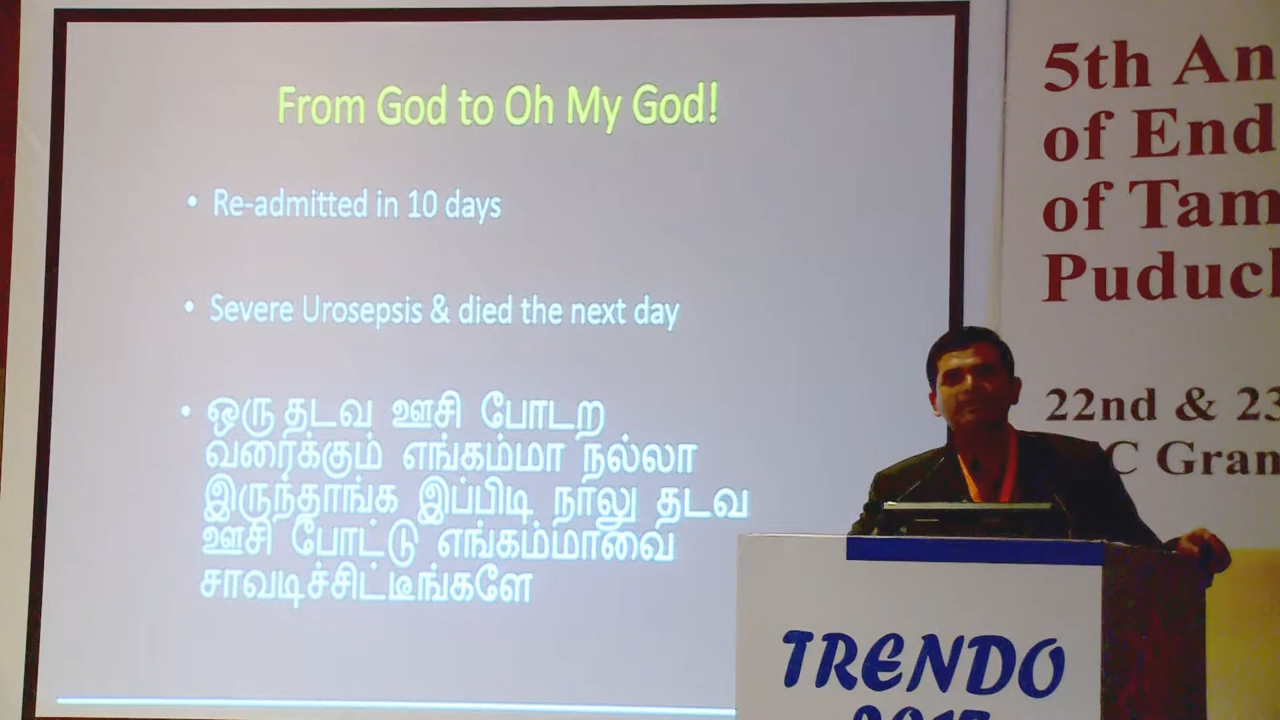 From God to Oh My God!
• Re-admitted in 10 days
• Severe Urosepsis & died the next day
• ஒரு தடவ ஊசி போடற
வரைக்கும் எங்கம்மா நல்லா
இருந்தாங்க இப்பிடி நாலு தடவ
ஊசி போட்டு எங்கம்மாவை
சாவடிச்சிட்டீங்களே
5th An
of End
of Tam
Puduch
22nd & 23
C Gran
TRENDO